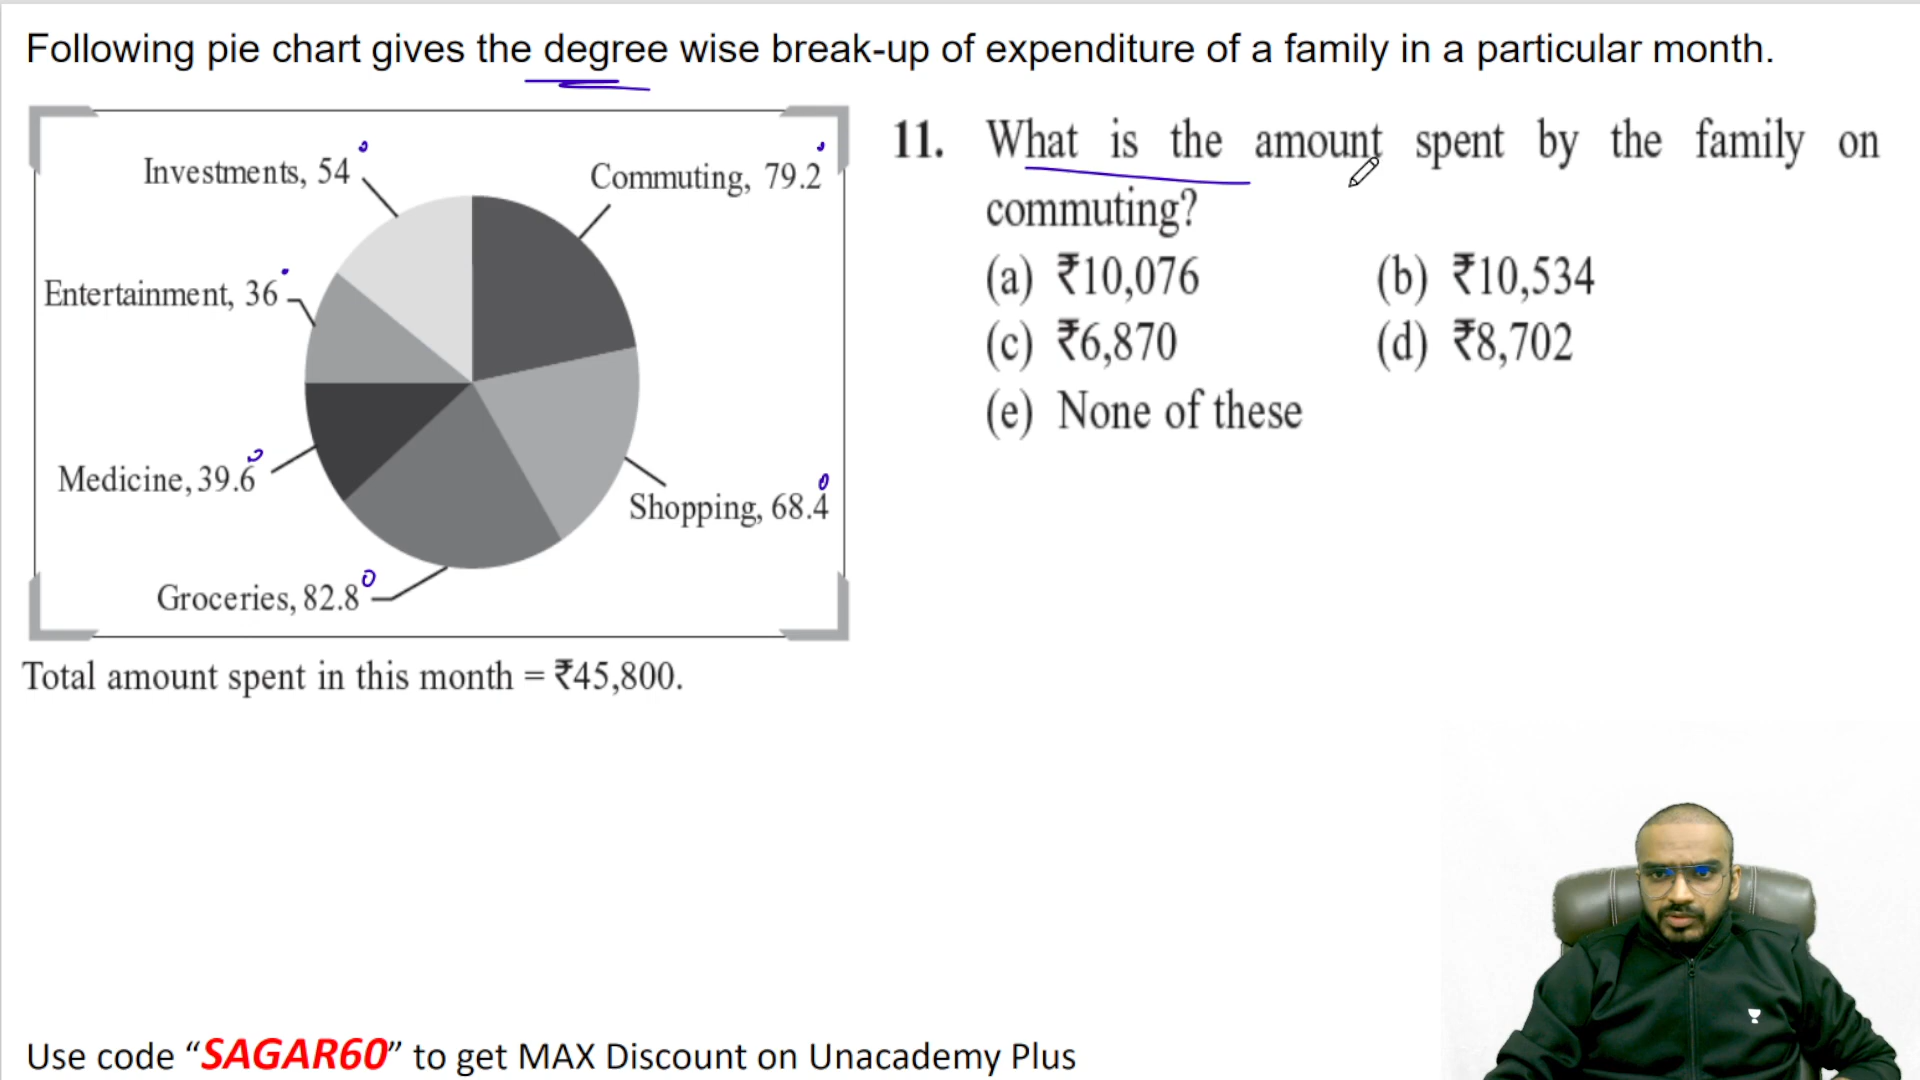 Following pie chart gives the degree wise break-up of expenditure of a family in a particular month.
Investments, 54°
Commuting, 79.2°
Entertainment, 36°
Medicine, 39.6°
Shopping, 68.4°
Groceries, 82.8°
Total amount spent in this month = ₹45,800.
11. What is the amount spent by the family on
commuting?
(a) ₹10,076 (b) ₹10,534
(c) ₹6,870 (d) ₹8,702
(e) None of these
Use code “SAGAR60” to get MAX Discount on Unacademy Plus